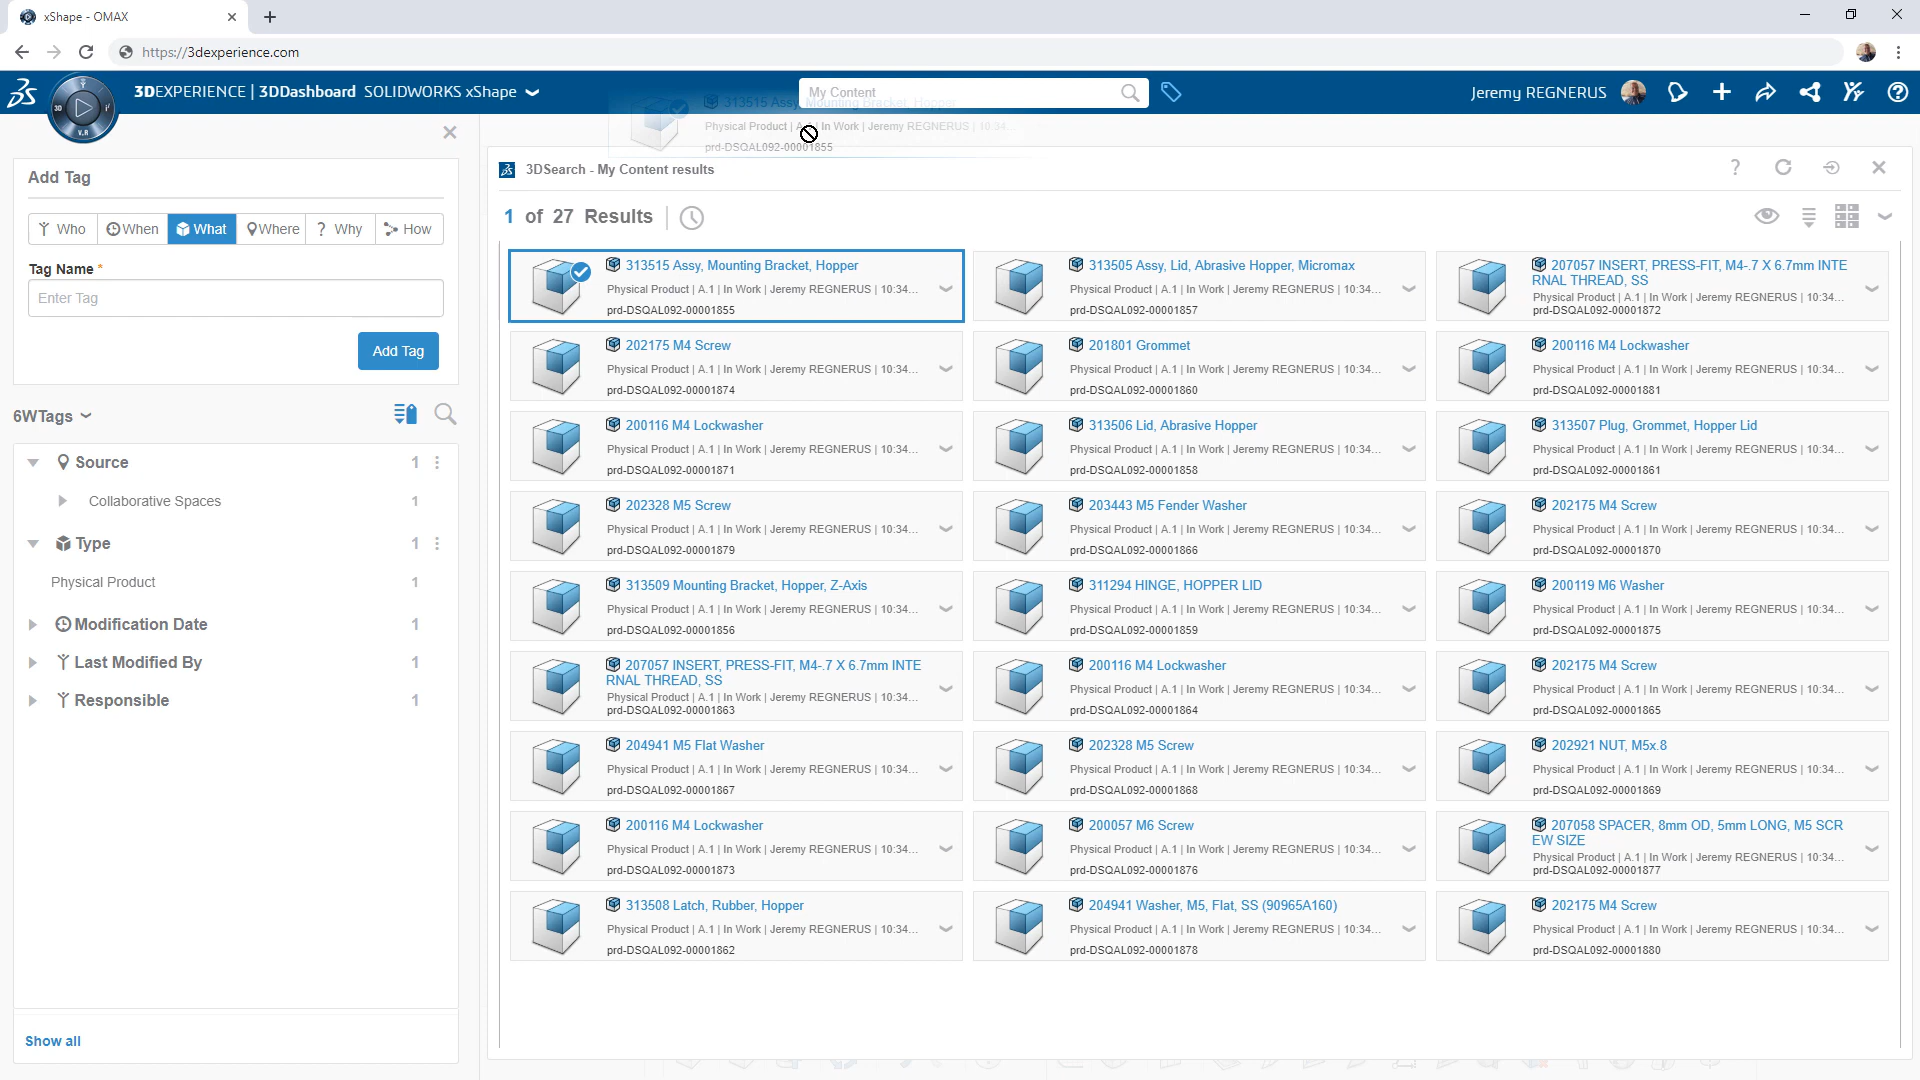 xShape - OMAX
https://3dexperience.com
3DEXPERIENCE | 3DDashboard SOLIDWORKS xShape
My Content
Jeremy REGNERUS
3D
V.R
313515 Assy, Mounting Bracket, Hopper
Physical Product | A.1 | In Work | Jeremy REGNERUS | 10:34...
prd-DSQAL092-00001855
Add Tag
Who
When
What
Where
? Why
How
Tag Name *
Enter Tag
Add Tag
6WTags
Source 1
Collaborative Spaces 1
Type 1
Physical Product 1
Modification Date 1
Last Modified By 1
Responsible 1
Show all
3DSearch - My Content results
1 of 27 Results
313515 Assy, Mounting Bracket, Hopper
Physical Product | A.1 | In Work | Jeremy REGNERUS | 10:34...
prd-DSQAL092-00001855
313505 Assy, Lid, Abrasive Hopper, Micromax
Physical Product | A.1 | In Work | Jeremy REGNERUS | 10:34...
prd-DSQAL092-00001857
207057 INSERT, PRESS-FIT, M4-.7 X 6.7mm INTE
RNAL THREAD, SS
Physical Product | A.1 | In Work | Jeremy REGNERUS | 10:34...
prd-DSQAL092-00001872
202175 M4 Screw
Physical Product | A.1 | In Work | Jeremy REGNERUS | 10:34...
prd-DSQAL092-00001874
201801 Grommet
Physical Product | A.1 | In Work | Jeremy REGNERUS | 10:34...
prd-DSQAL092-00001860
200116 M4 Lockwasher
Physical Product | A.1 | In Work | Jeremy REGNERUS | 10:34...
prd-DSQAL092-00001881
200116 M4 Lockwasher
Physical Product | A.1 | In Work | Jeremy REGNERUS | 10:34...
prd-DSQAL092-00001871
313506 Lid, Abrasive Hopper
Physical Product | A.1 | In Work | Jeremy REGNERUS | 10:34...
prd-DSQAL092-00001858
313507 Plug, Grommet, Hopper Lid
Physical Product | A.1 | In Work | Jeremy REGNERUS | 10:34...
prd-DSQAL092-00001861
202328 M5 Screw
Physical Product | A.1 | In Work | Jeremy REGNERUS | 10:34...
prd-DSQAL092-00001879
203443 M5 Fender Washer
Physical Product | A.1 | In Work | Jeremy REGNERUS | 10:34...
prd-DSQAL092-00001866
202175 M4 Screw
Physical Product | A.1 | In Work | Jeremy REGNERUS | 10:34...
prd-DSQAL092-00001870
313509 Mounting Bracket, Hopper, Z-Axis
Physical Product | A.1 | In Work | Jeremy REGNERUS | 10:34...
prd-DSQAL092-00001856
311294 HINGE, HOPPER LID
Physical Product | A.1 | In Work | Jeremy REGNERUS | 10:34...
prd-DSQAL092-00001859
200119 M6 Washer
Physical Product | A.1 | In Work | Jeremy REGNERUS | 10:34...
prd-DSQAL092-00001875
207057 INSERT, PRESS-FIT, M4-.7 X 6.7mm INTE
RNAL THREAD, SS
Physical Product | A.1 | In Work | Jeremy REGNERUS | 10:34...
prd-DSQAL092-00001863
200116 M4 Lockwasher
Physical Product | A.1 | In Work | Jeremy REGNERUS | 10:34...
prd-DSQAL092-00001864
202175 M4 Screw
Physical Product | A.1 | In Work | Jeremy REGNERUS | 10:34...
prd-DSQAL092-00001865
204941 M5 Flat Washer
Physical Product | A.1 | In Work | Jeremy REGNERUS | 10:34...
prd-DSQAL092-00001867
202328 M5 Screw
Physical Product | A.1 | In Work | Jeremy REGNERUS | 10:34...
prd-DSQAL092-00001868
202921 NUT, M5x.8
Physical Product | A.1 | In Work | Jeremy REGNERUS | 10:34...
prd-DSQAL092-00001869
200116 M4 Lockwasher
Physical Product | A.1 | In Work | Jeremy REGNERUS | 10:34...
prd-DSQAL092-00001873
200057 M6 Screw
Physical Product | A.1 | In Work | Jeremy REGNERUS | 10:34...
prd-DSQAL092-00001876
207058 SPACER, 8mm OD, 5mm LONG, M5 SCR
EW SIZE
Physical Product | A.1 | In Work | Jeremy REGNERUS | 10:34...
prd-DSQAL092-00001877
313508 Latch, Rubber, Hopper
Physical Product | A.1 | In Work | Jeremy REGNERUS | 10:34...
prd-DSQAL092-00001862
204941 Washer, M5, Flat, SS (90965A160)
Physical Product | A.1 | In Work | Jeremy REGNERUS | 10:34...
prd-DSQAL092-00001878
202175 M4 Screw
Physical Product | A.1 | In Work | Jeremy REGNERUS | 10:34...
prd-DSQAL092-00001880